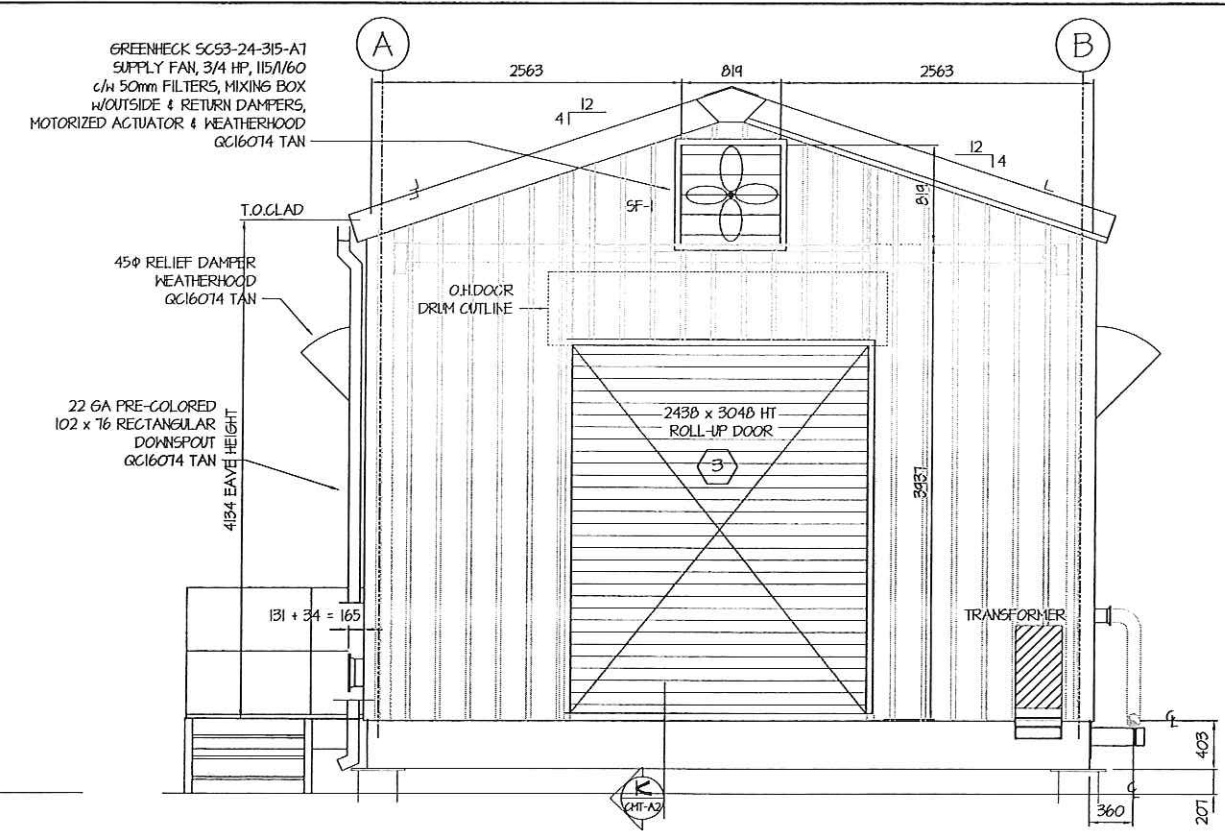 GREENHECK SCS3-24-315-A7
SUPPLY FAN, 3/4 HP, 115/1/60
c/w 50mm FILTERS, MIXING BOX
w/OUTSIDE & RETURN DAMPERS,
MOTORIZED ACTUATOR & WEATHERHOOD
QC16074 TAN
A
B
2563
819
2563
12
4
12
4
SF-1
819
T.O.CLAD
45Φ RELIEF DAMPER
WEATHERHOOD
QC16074 TAN
O.H.DOOR
DRUM OUTLINE
22 GA PRE-COLORED
102 x 76 RECTANGULAR
DOWNSPOUT
QC16074 TAN
4134 EAVE HEIGHT
2438 x 3048 HT
ROLL-UP DOOR
3
3937
131 + 34 = 165
TRANSFORMER
403
K
CMT-A2
360
207